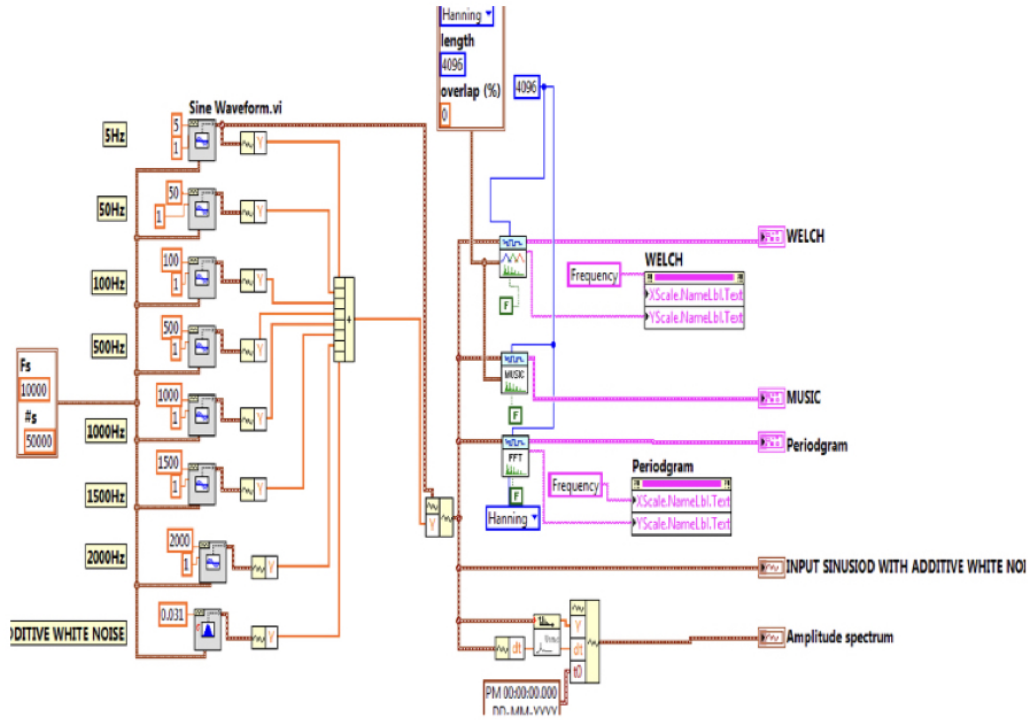 Hanning
length
4096
overlap (%)
0
4096
Sine Waveform.vi
5Hz
5
1
Y
50Hz
50
1
Y
100Hz
100
1
Y
500Hz
500
1
Y
Fs
10000
#s
50000
1000Hz
1000
1
Y
1500Hz
1500
1
Y
2000Hz
2000
1
Y
DDITIVE WHITE NOISE
0.031
Y
+
Y
F
WELCH
WELCH
Frequency
XScale.NameLbl.Text
YScale.NameLbl.Text
MUSIC
F
MUSIC
FFT
F
Hanning
Periodgram
Periodgram
Frequency
XScale.NameLbl.Text
YScale.NameLbl.Text
INPUT SINUSIOD WITH ADDITIVE WHITE NOI
dt
Y
dt
t0
Amplitude spectrum
PM 00:00:00.000
DD-MM-YYYY